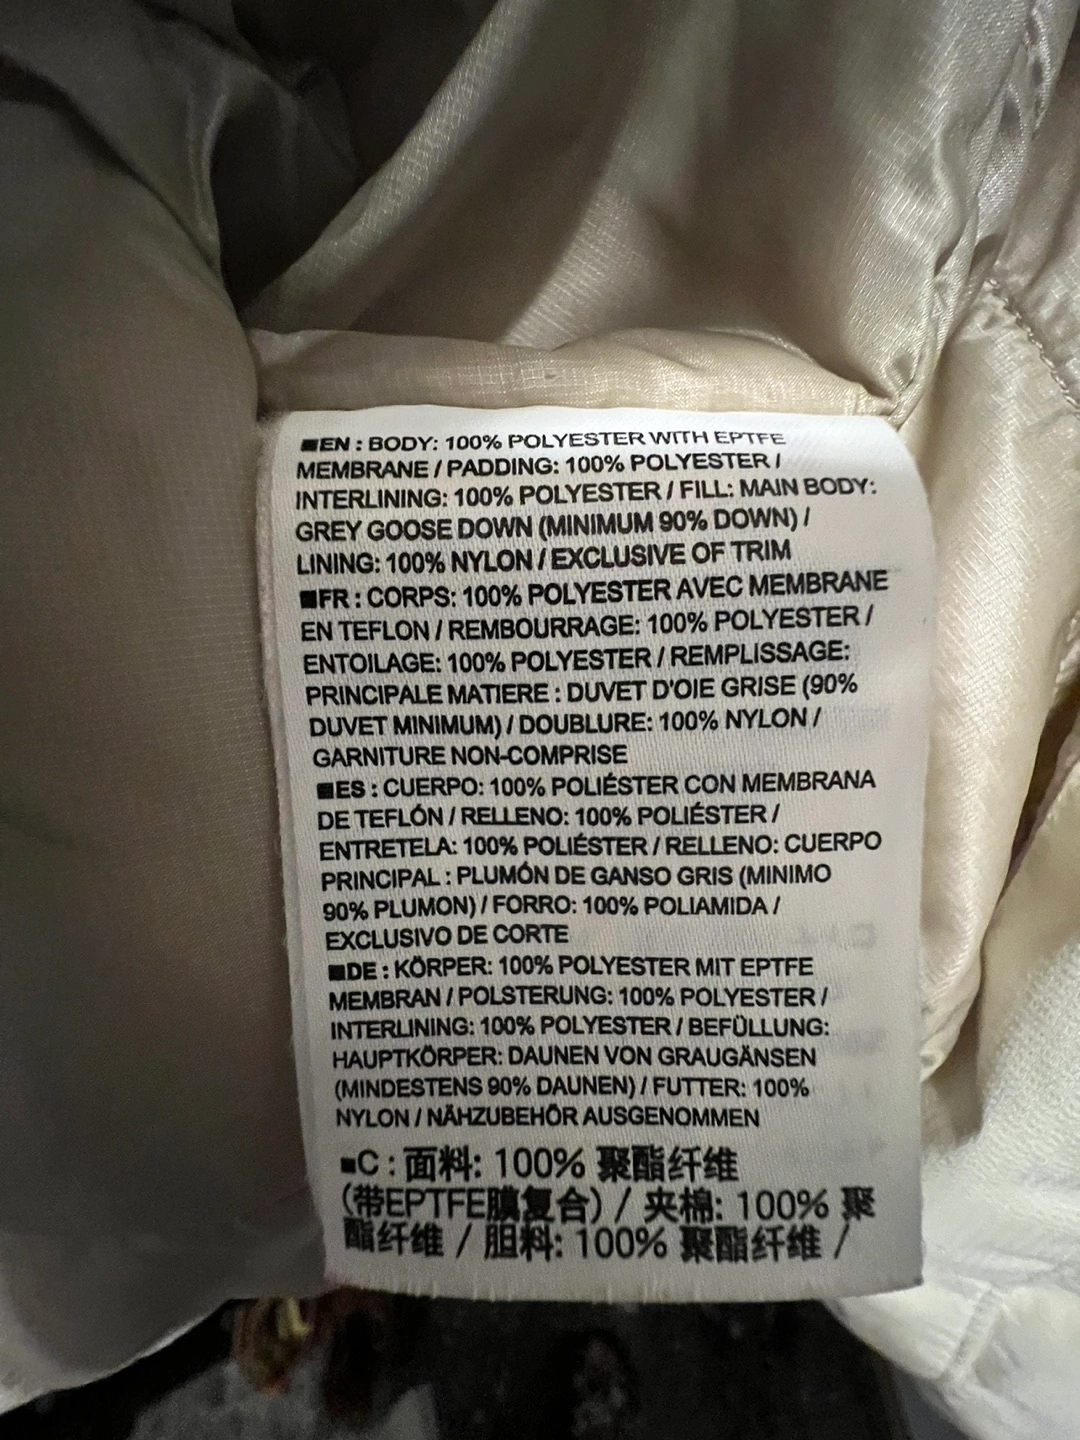 ■EN : BODY: 100% POLYESTER WITH EPTFE
MEMBRANE / PADDING: 100% POLYESTER /
INTERLINING: 100% POLYESTER / FILL: MAIN BODY:
GREY GOOSE DOWN (MINIMUM 90% DOWN) /
LINING: 100% NYLON / EXCLUSIVE OF TRIM
■FR : CORPS: 100% POLYESTER AVEC MEMBRANE
EN TEFLON / REMBOURRAGE: 100% POLYESTER /
ENTOILAGE: 100% POLYESTER / REMPLISSAGE:
PRINCIPALE MATIERE : DUVET D'OIE GRISE (90%
DUVET MINIMUM) / DOUBLURE: 100% NYLON /
GARNITURE NON-COMPRISE
■ES : CUERPO: 100% POLIÉSTER CON MEMBRANA
DE TEFLÓN / RELLENO: 100% POLIÉSTER /
ENTRETELA: 100% POLIÉSTER / RELLENO: CUERPO
PRINCIPAL : PLUMÓN DE GANSO GRIS (MINIMO
90% PLUMON) / FORRO: 100% POLIAMIDA /
EXCLUSIVO DE CORTE
■DE : KÖRPER: 100% POLYESTER MIT EPTFE
MEMBRAN / POLSTERUNG: 100% POLYESTER /
INTERLINING: 100% POLYESTER / BEFÜLLUNG:
HAUPTKÖRPER: DAUNEN VON GRAUGÄNSEN
(MINDESTENS 90% DAUNEN) / FUTTER: 100%
NYLON / NÄHZUBEHÖR AUSGENOMMEN
■C : 面料: 100% 聚酯纤维
(带EPTFE膜复合) / 夹棉: 100% 聚
酯纤维 / 胆料: 100% 聚酯纤维 /